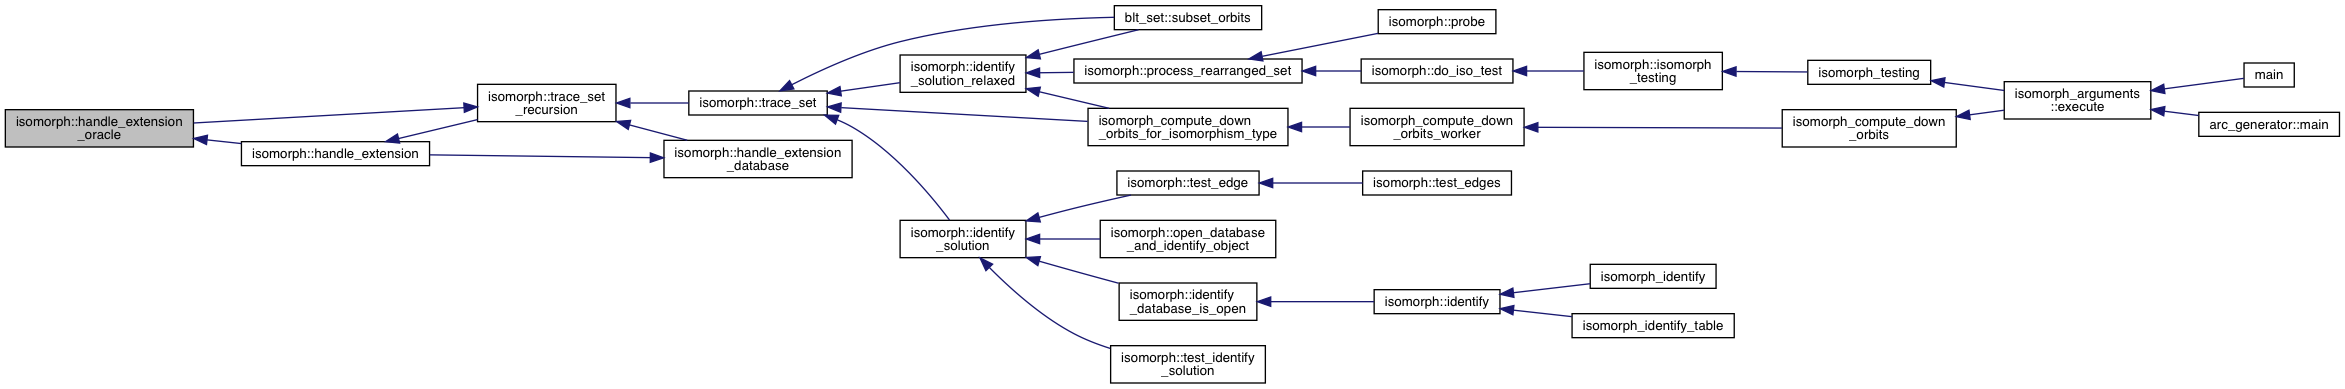 isomorph::handle_extension
_oracle
isomorph::handle_extension
isomorph::trace_set
_recursion
isomorph::handle_extension
_database
isomorph::trace_set
blt_set::subset_orbits
isomorph::identify
_solution_relaxed
isomorph::process_rearranged_set
isomorph::probe
isomorph::do_iso_test
isomorph::isomorph
_testing
isomorph_testing
isomorph_arguments
::execute
main
arc_generator::main
isomorph_compute_down
_orbits_for_isomorphism_type
isomorph_compute_down
_orbits_worker
isomorph_compute_down
_orbits
isomorph::identify
_solution
isomorph::test_edge
isomorph::test_edges
isomorph::open_database
_and_identify_object
isomorph::identify
_database_is_open
isomorph::identify
isomorph_identify
isomorph_identify_table
isomorph::test_identify
_solution